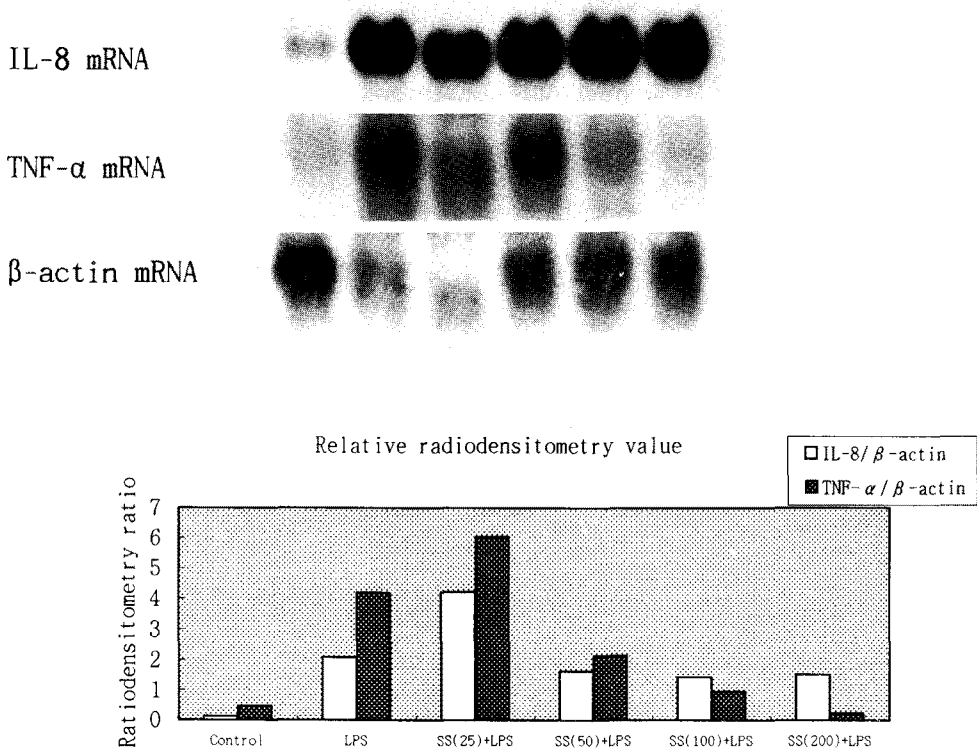 IL-8 mRNA
TNF-α mRNA
β-actin mRNA
Relative radiodensitometry value
IL-8/β-actin
TNF-α/β-actin
Ratiodensitometry ratio
7
6
5
4
3
2
1
0
Control LPS SS(25)+LPS SS(50)+LPS SS(100)+LPS SS(200)+LPS